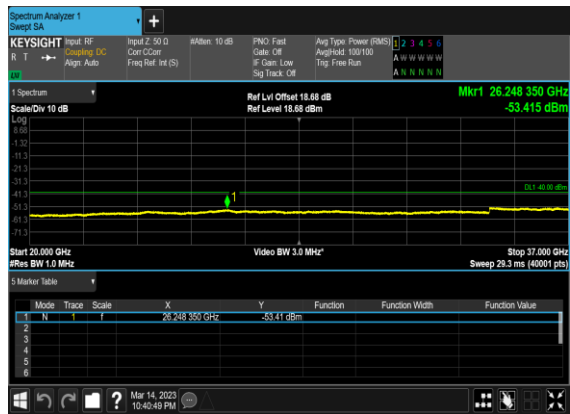 Spectrum Analyzer 1
Swept SA
+
KEYSIGHT Input: RF Input Z: 50 Ω #Atten: 10 dB PNO: Fast Avg Type: Power (RMS) 1 2 3 4 5 6
R T Coupling: DC Corr CCorr Gate: Off Avg|Hold: 100/100 A W W W W W
Align: Auto Freq Ref: Int (S) IF Gain: Low Trig: Free Run
Sig Track: Off A N N N N N
LW
1 Spectrum Ref Lvl Offset 18.68 dB Mkr1 26.248 350 GHz
Scale/Div 10 dB Ref Level 18.68 dBm -53.415 dBm
Log
8.68
-1.32
-11.3
-21.3
-31.3
-41.3 DL1 -40.00 dBm
1
-51.3
-61.3
-71.3
Start 20.000 GHz Video BW 3.0 MHz* Stop 37.000 GHz
#Res BW 1.0 MHz Sweep 29.3 ms (40001 pts)
5 Marker Table
Mode Trace Scale X Y Function Function Width Function Value
1 N 1 f 26.248 350 GHz -53.41 dBm
2
3
4
5
6
? Mar 14, 2023
10:40:49 PM